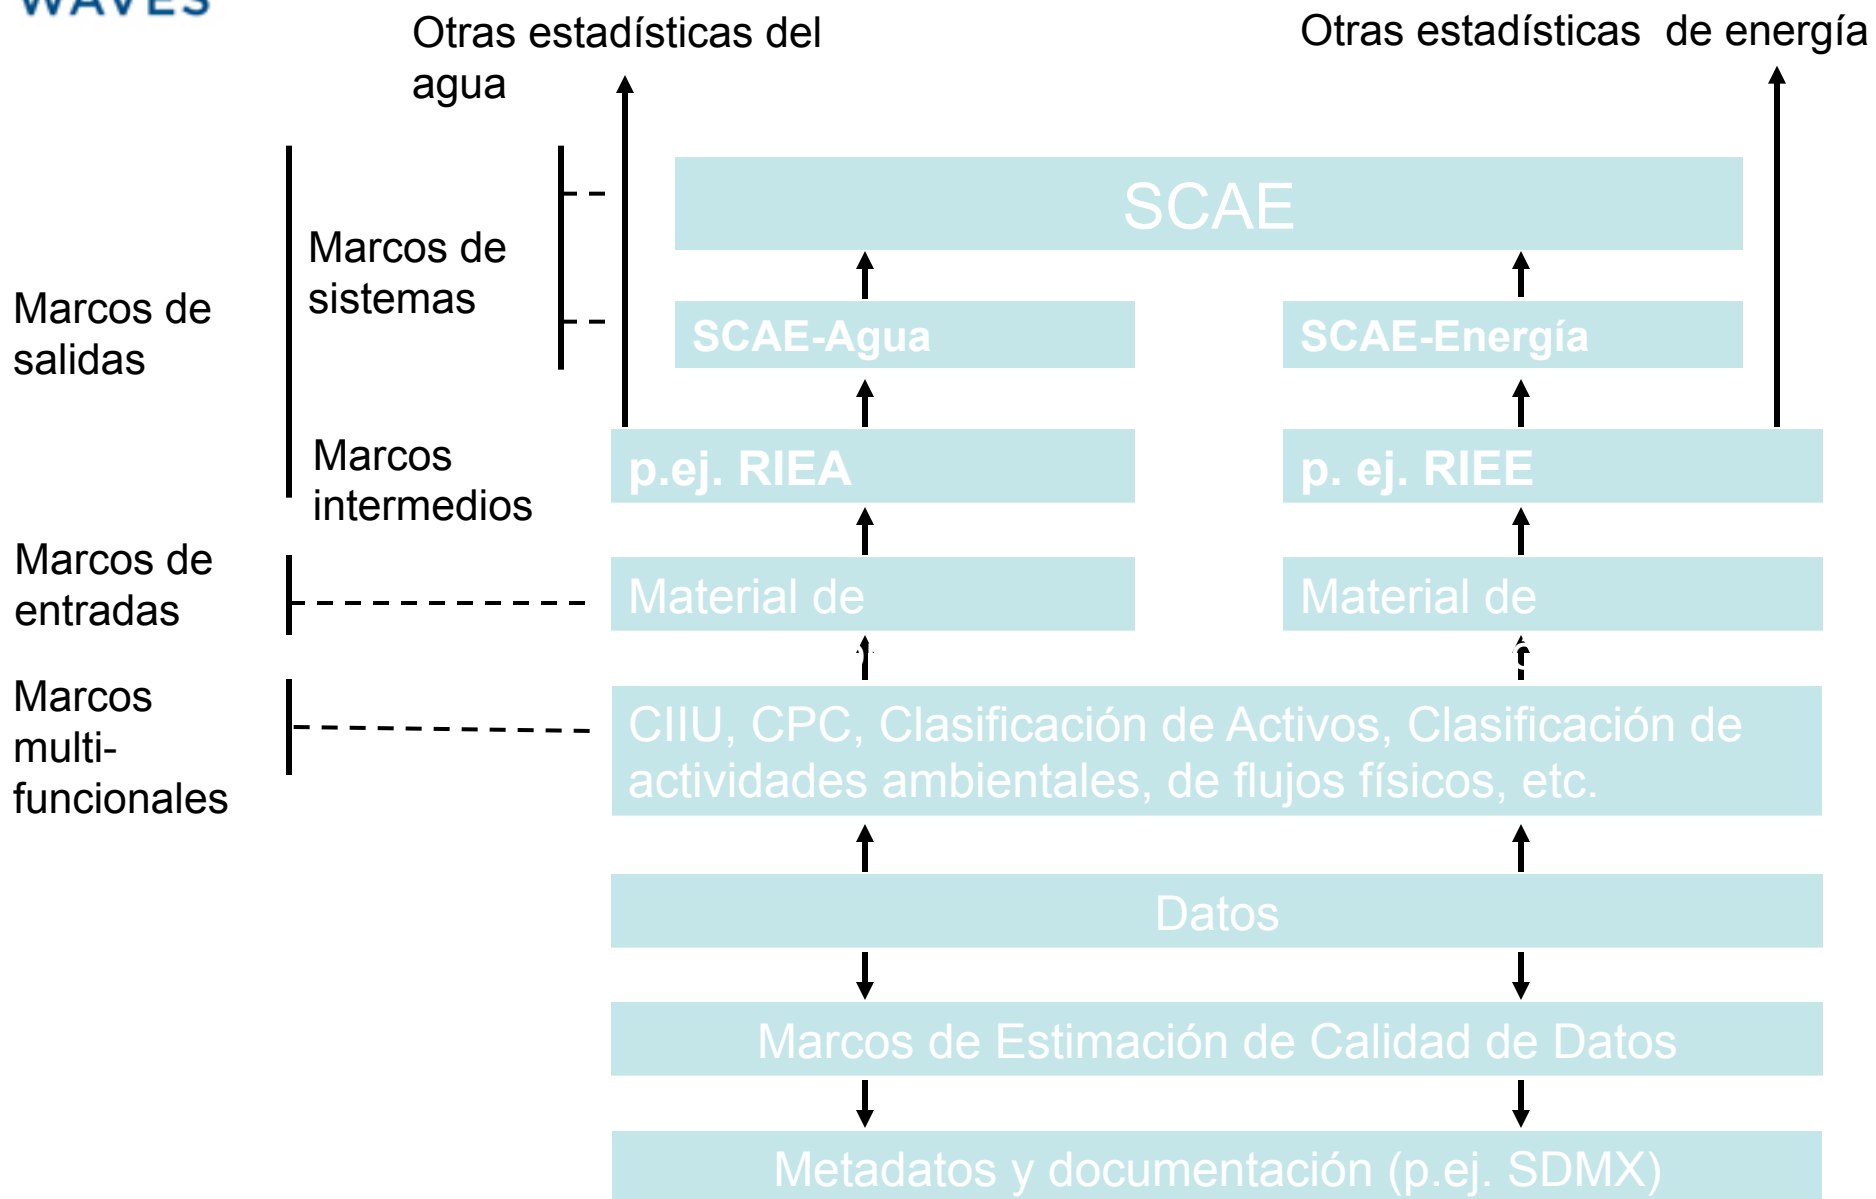 WAVES
Otras estadísticas del
agua
Otras estadísticas de energía
SCAE
Marcos de
sistemas
Marcos de
salidas
SCAE-Agua
SCAE-Energía
Marcos
intermedios
p.ej. RIEA
p. ej. RIEE
Marcos de
entradas
Material de
Material de
Marcos
multi-
funcionales
CIIU, CPC, Clasificación de Activos, Clasificación de
actividades ambientales, de flujos físicos, etc.
Datos
Marcos de Estimación de Calidad de Datos
Metadatos y documentación (p.ej. SDMX)